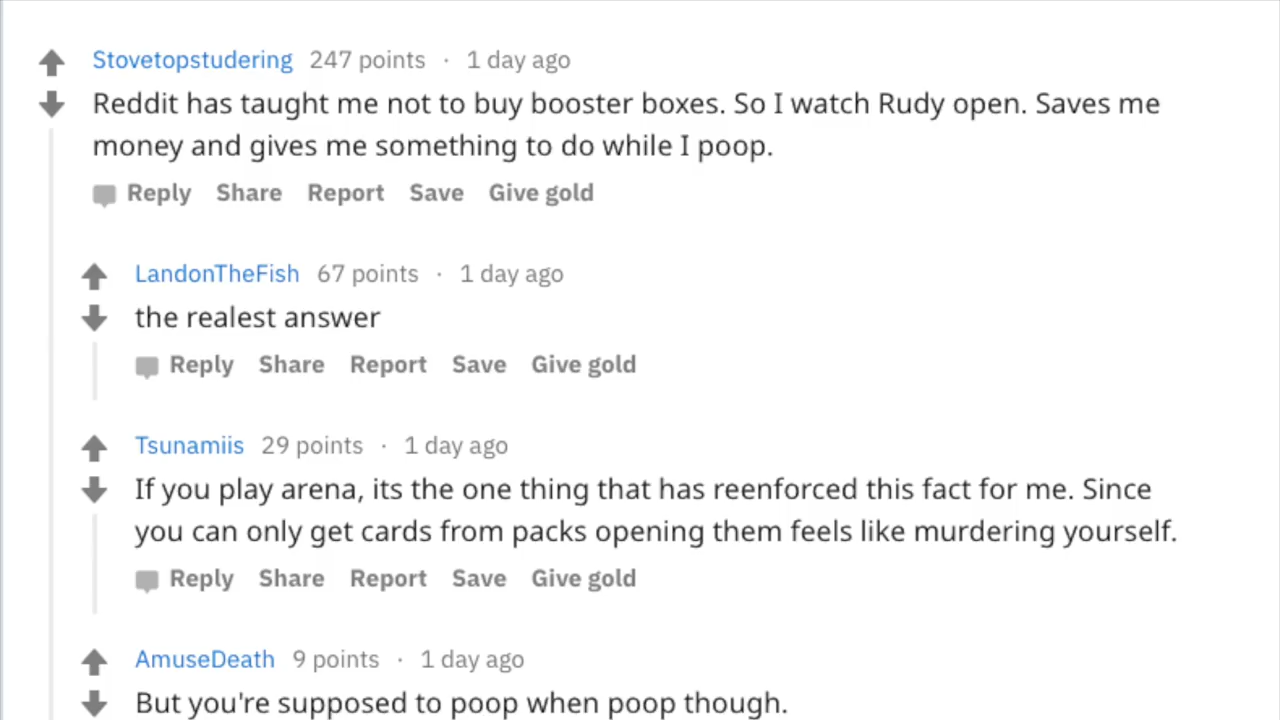 Stovetopstudering 247 points · 1 day ago
Reddit has taught me not to buy booster boxes. So I watch Rudy open. Saves me
money and gives me something to do while I poop.
Reply Share Report Save Give gold
LandonTheFish 67 points · 1 day ago
the realest answer
Reply Share Report Save Give gold
Tsunamiis 29 points · 1 day ago
If you play arena, its the one thing that has reenforced this fact for me. Since
you can only get cards from packs opening them feels like murdering yourself.
Reply Share Report Save Give gold
AmuseDeath 9 points · 1 day ago
But you're supposed to poop when poop though.